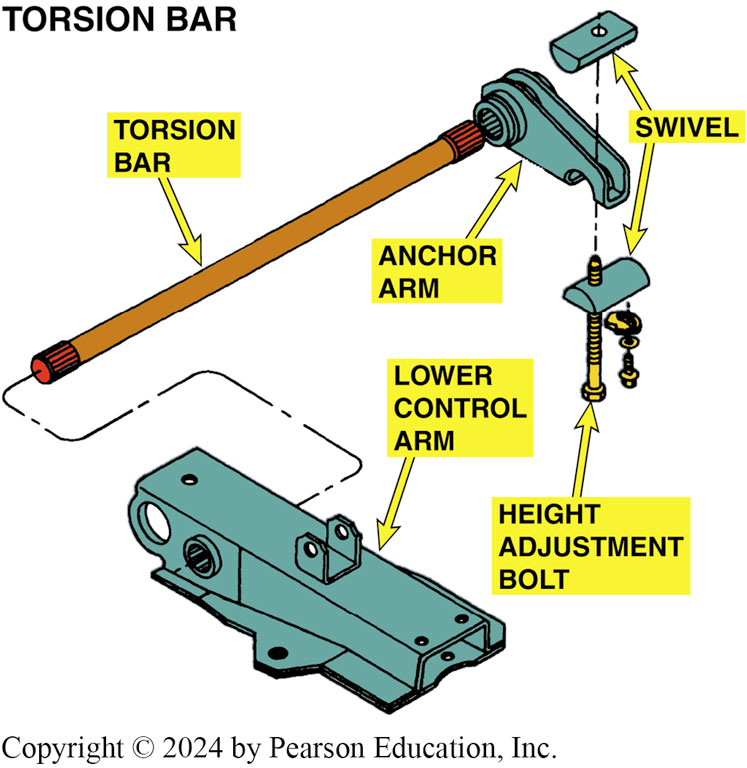 TORSION BAR
TORSION
BAR
SWIVEL
ANCHOR
ARM
LOWER
CONTROL
ARM
HEIGHT
ADJUSTMENT
BOLT
Copyright © 2024 by Pearson Education, Inc.